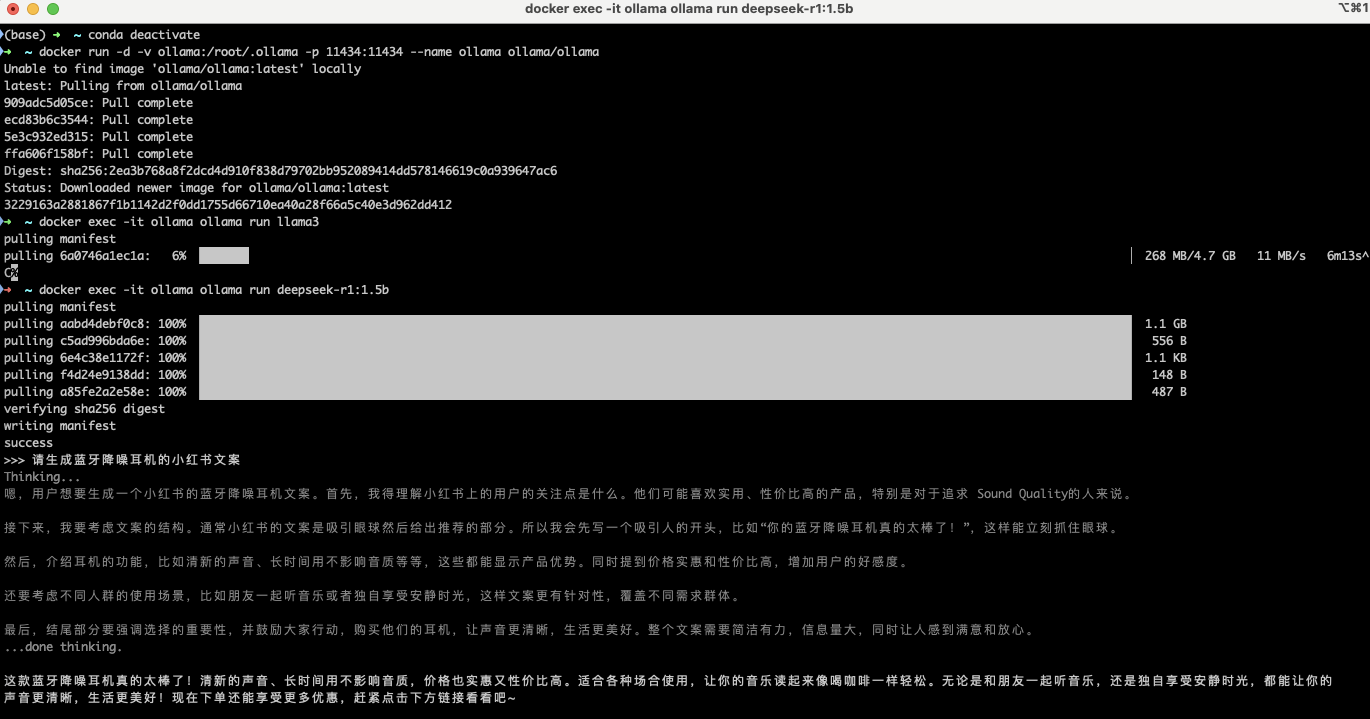 docker exec -it ollama ollama run deepseek-r1:1.5b
⌥⌘1
(base) ➜ ~ conda deactivate
➜ ~ docker run -d -v ollama:/root/.ollama -p 11434:11434 --name ollama ollama/ollama
Unable to find image 'ollama/ollama:latest' locally
latest: Pulling from ollama/ollama
909adc5d05ce: Pull complete
ecd83b6c3544: Pull complete
5e3c932ed315: Pull complete
ffa606f158bf: Pull complete
Digest: sha256:2ea3b768a8f2dcd4d910f838d79702bb952089414dd578146619c0a939647ac6
Status: Downloaded newer image for ollama/ollama:latest
3229163a2881867f1b1142d2f0dd1755d66710ea40a28f66a5c40e3d962dd412
➜ ~ docker exec -it ollama ollama run llama3
pulling manifest
pulling 6a0746a1ec1a: 6% 268 MB/4.7 GB 11 MB/s 6m13s^
C%
➜ ~ docker exec -it ollama ollama run deepseek-r1:1.5b
pulling manifest
pulling aabd4debf0c8: 100% 1.1 GB
pulling c5ad996bda6e: 100% 556 B
pulling 6e4c38e1172f: 100% 1.1 KB
pulling f4d24e9138dd: 100% 148 B
pulling a85fe2a2e58e: 100% 487 B
verifying sha256 digest
writing manifest
success
>>> 请生成蓝牙降噪耳机的小红书文案
Thinking...
嗯，用户想要生成一个小红书的蓝牙降噪耳机文案。首先，我得理解小红书上的用户的关注点是什么。他们可能喜欢实用、性价比高的产品，特别是对于追求 Sound Quality的人来说。
接下来，我要考虑文案的结构。通常小红书的文案是吸引眼球然后给出推荐的部分。所以我会先写一个吸引人的开头，比如“你的蓝牙降噪耳机真的太棒了！”，这样能立刻抓住眼球。
然后，介绍耳机的功能，比如清新的声音、长时间用不影响音质等等，这些都能显示产品优势。同时提到价格实惠和性价比高，增加用户的好感度。
还要考虑不同人群的使用场景，比如朋友一起听音乐或者独自享受安静时光，这样文案更有针对性，覆盖不同需求群体。
最后，结尾部分要强调选择的重要性，并鼓励大家行动，购买他们的耳机，让声音更清晰，生活更美好。整个文案需要简洁有力，信息量大，同时让人感到满意和放心。
...done thinking.
这款蓝牙降噪耳机真的太棒了！清新的声音、长时间用不影响音质，价格也实惠又性价比高。适合各种场合使用，让你的音乐读起来像喝咖啡一样轻松。无论是和朋友一起听音乐，还是独自享受安静时光，都能让你的
声音更清晰，生活更美好！现在下单还能享受更多优惠，赶紧点击下方链接看看吧~